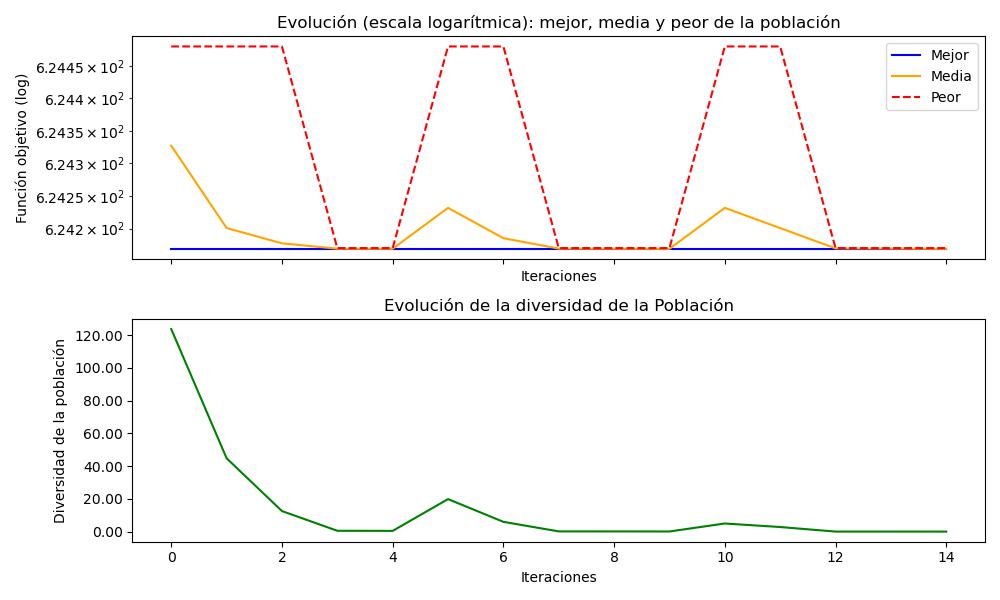 Evolución (escala logarítmica): mejor, media y peor de la población
Función objetivo (log)
6.2445 × 10²
6.244 × 10²
6.2435 × 10²
6.243 × 10²
6.2425 × 10²
6.242 × 10²
Mejor
Media
Peor
Iteraciones
Evolución de la diversidad de la Población
Diversidad de la población
120.00
100.00
80.00
60.00
40.00
20.00
0.00
0 2 4 6 8 10 12 14
Iteraciones